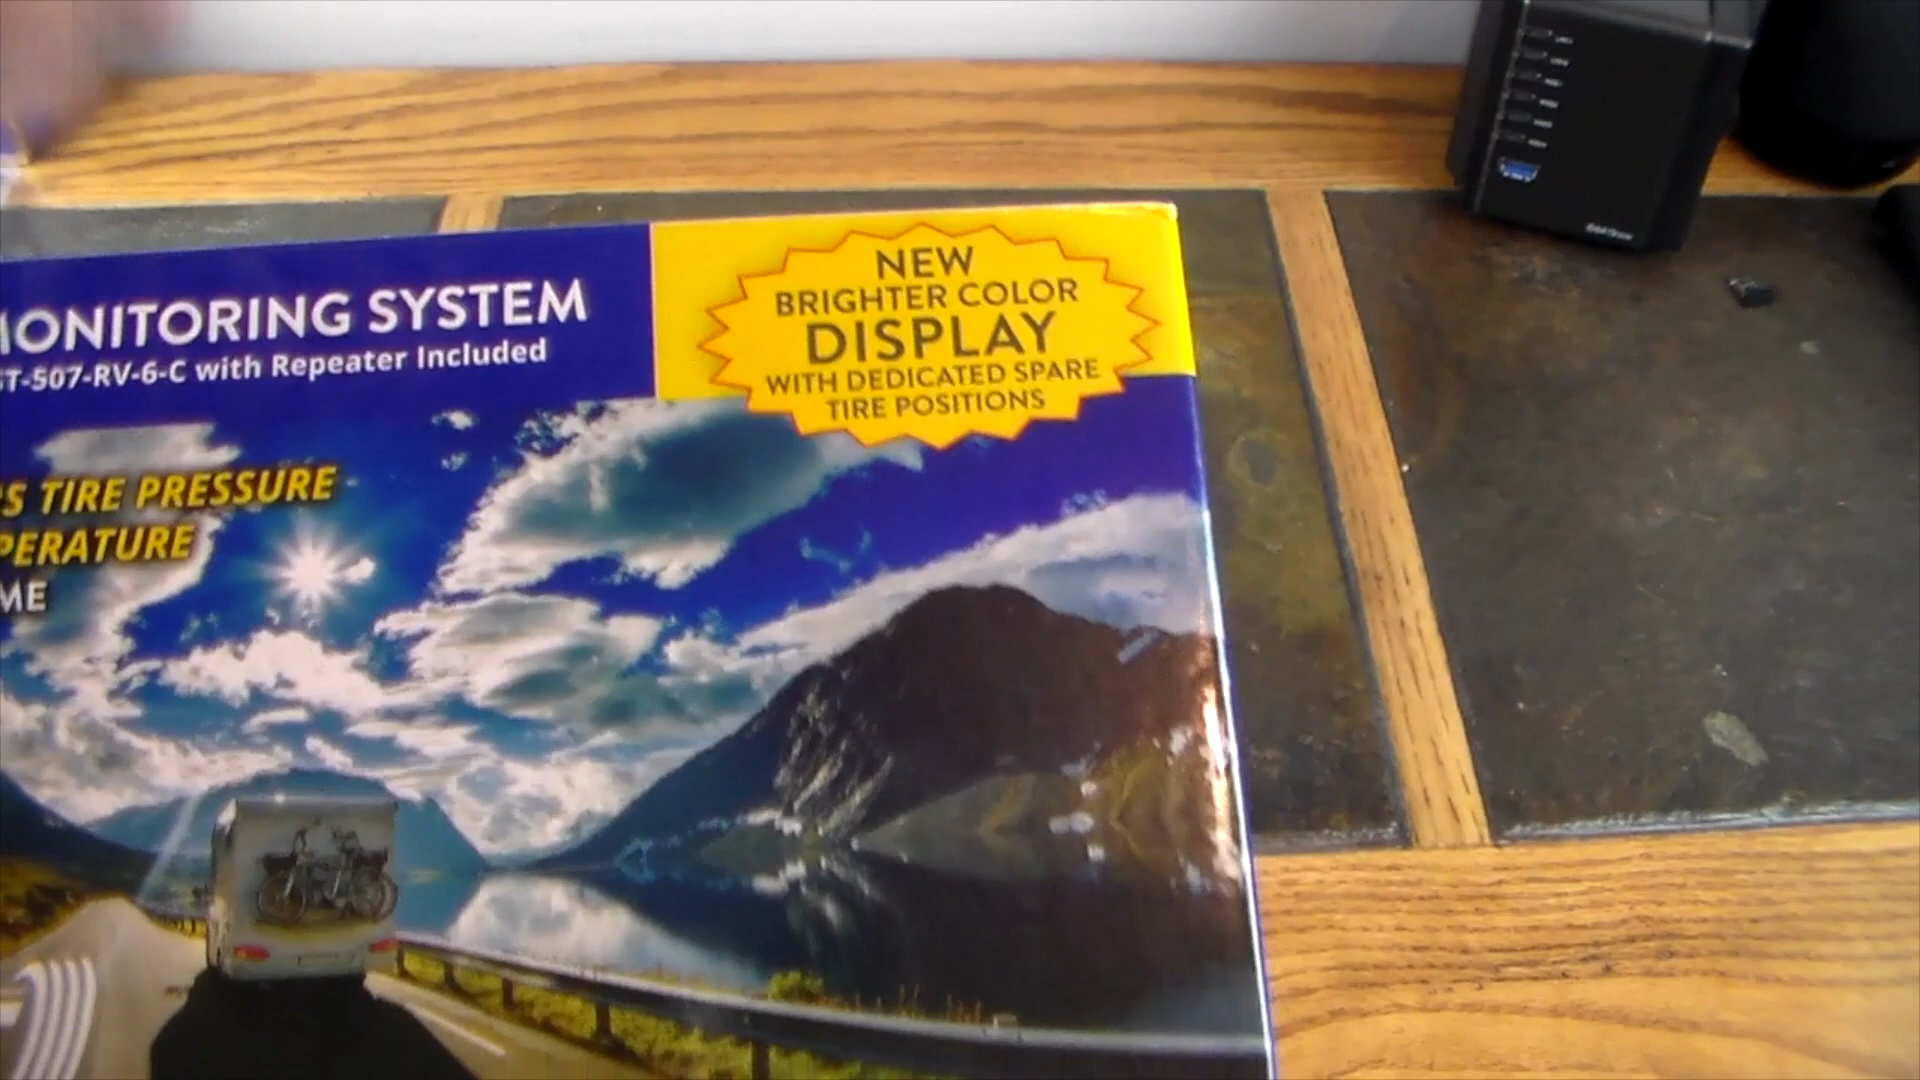 MONITORING SYSTEM
ST-507-RV-6-C with Repeater Included
NEW
BRIGHTER COLOR
DISPLAY
WITH DEDICATED SPARE
TIRE POSITIONS
'S TIRE PRESSURE
PERATURE
ME